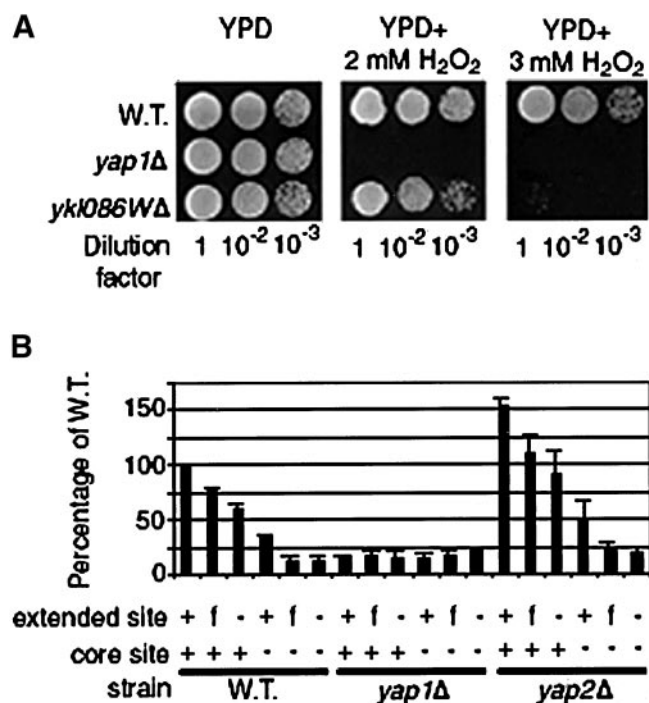 A
YPD
YPD+
2 mM H₂O₂
YPD+
3 mM H₂O₂
W.T.
yap1Δ
ykl086WΔ
Dilution factor
1 10⁻² 10⁻³
1 10⁻² 10⁻³
1 10⁻² 10⁻³
B
Percentage of W.T.
150
100
50
0
extended site + f - + f - + f - + f - + f - + f -
core site + + + - - - + + + - - - + + + - - -
strain W.T. yap1Δ yap2Δ